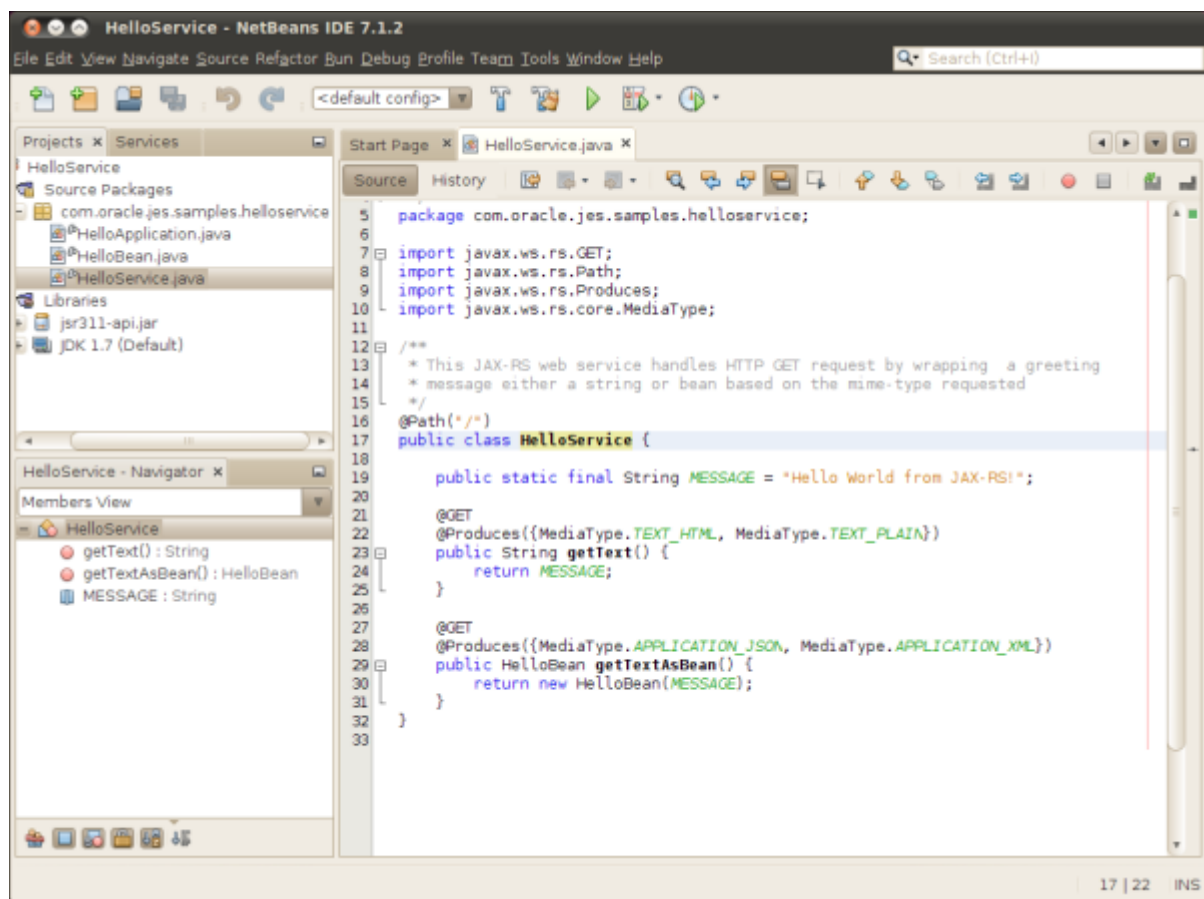 HelloService - NetBeans IDE 7.1.2
File Edit View Navigate Source Refactor Run Debug Profile Team Tools Window Help
Search (Ctrl+I)
<default config>
Projects Services
HelloService
Source Packages
com.oracle.jes.samples.helloservice
HelloApplication.java
HelloBean.java
HelloService.java
Libraries
jsr311-api.jar
JDK 1.7 (Default)
HelloService - Navigator
Members View
HelloService
getText() : String
getTextAsBean() : HelloBean
MESSAGE : String
Start Page HelloService.java
Source History
5 package com.oracle.jes.samples.helloservice;
6
7 import javax.ws.rs.GET;
8 import javax.ws.rs.Path;
9 import javax.ws.rs.Produces;
10 import javax.ws.rs.core.MediaType;
11
12 /**
13 * This JAX-RS web service handles HTTP GET request by wrapping a greeting
14 * message either a string or bean based on the mime-type requested
15 */
16 @Path("/")
17 public class HelloService {
18
19 public static final String MESSAGE = "Hello World from JAX-RS!";
20
21 @GET
22 @Produces({MediaType.TEXT_HTML, MediaType.TEXT_PLAIN})
23 public String getText() {
24 return MESSAGE;
25 }
26
27 @GET
28 @Produces({MediaType.APPLICATION_JSON, MediaType.APPLICATION_XML})
29 public HelloBean getTextAsBean() {
30 return new HelloBean(MESSAGE);
31 }
32 }
33
17 | 22 INS